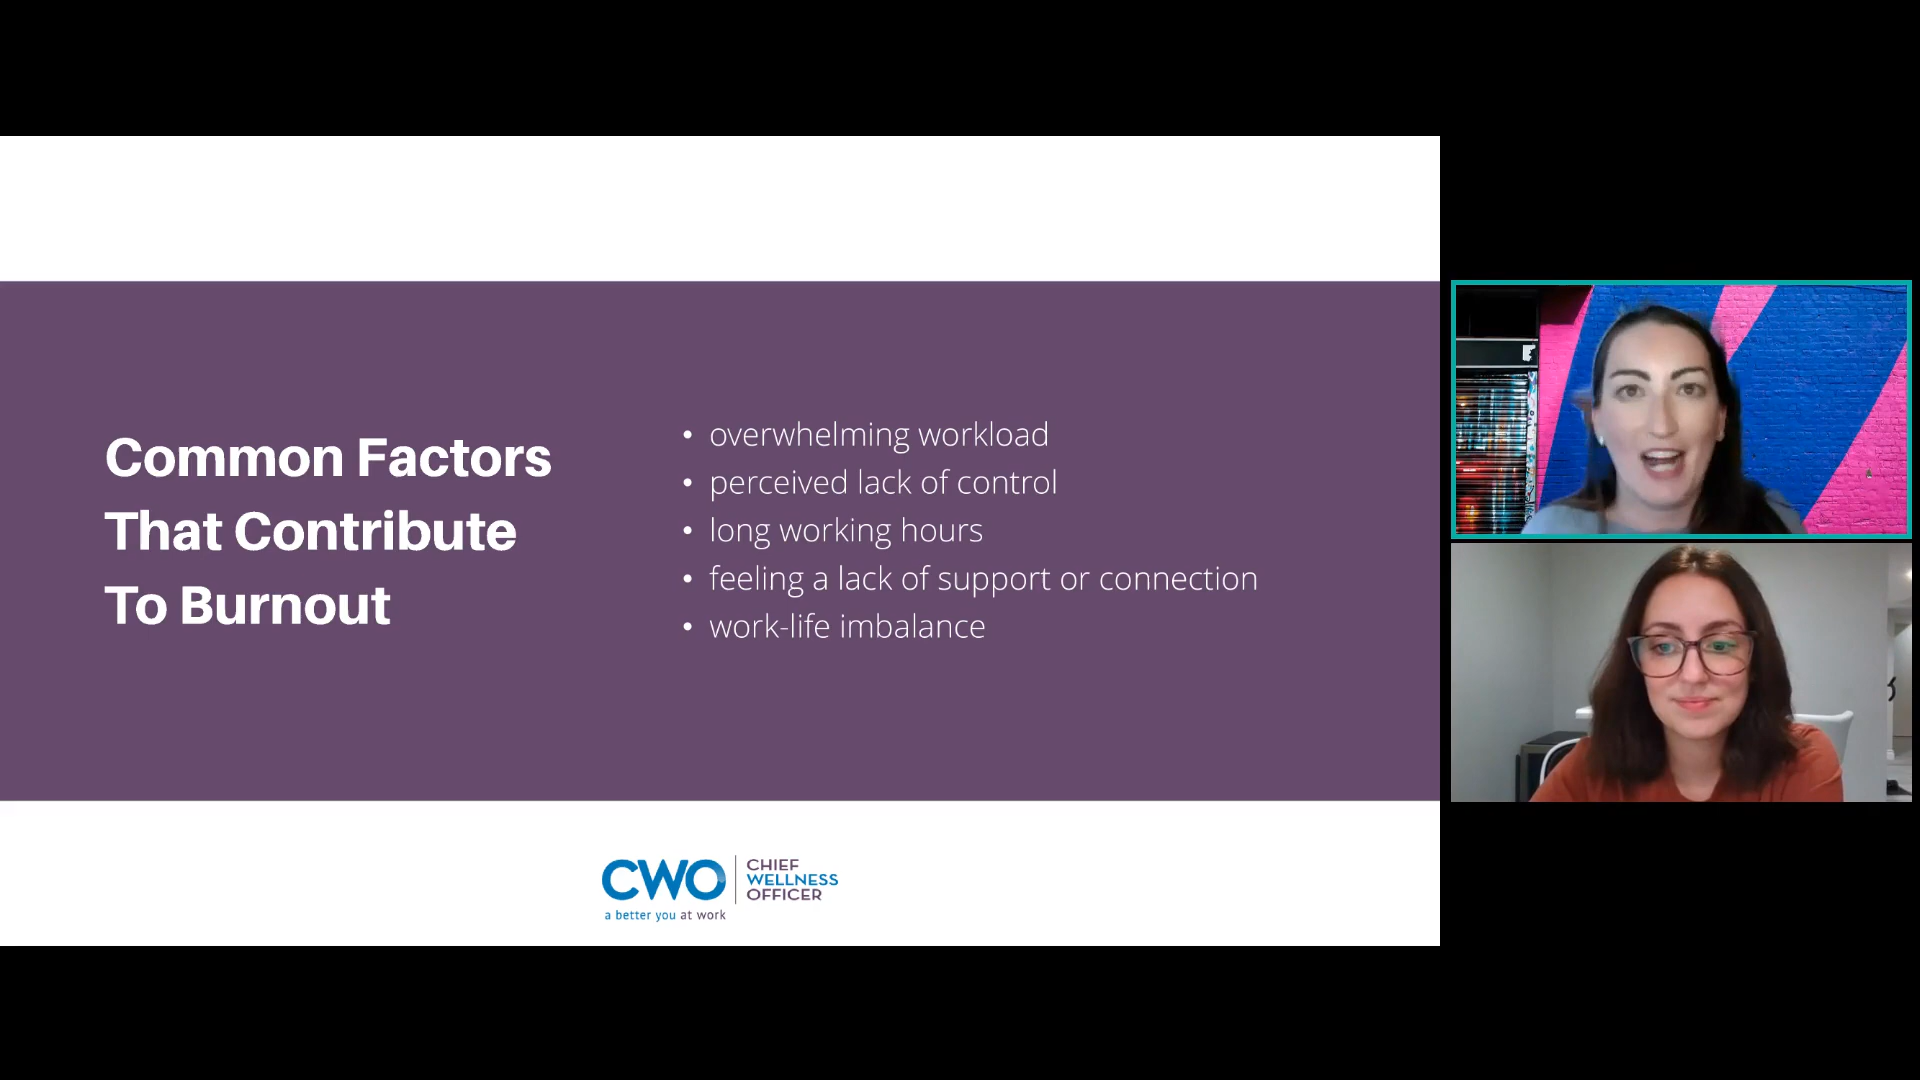 Common Factors
That Contribute
To Burnout
• overwhelming workload
• perceived lack of control
• long working hours
• feeling a lack of support or connection
• work-life imbalance
CWO
a better you at work
CHIEF
WELLNESS
OFFICER